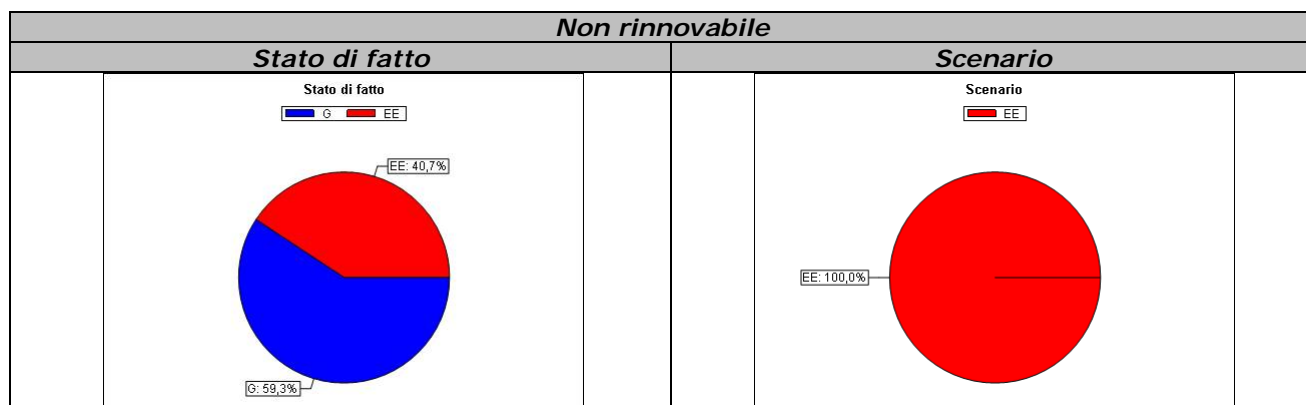 Non rinnovabile
Stato di fatto
Scenario
Stato di fatto
G EE
EE: 40,7%
G: 59,3%
Scenario
EE
EE: 100,0%